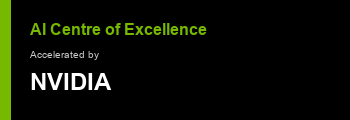 AI Centre of Excellence
Accelerated by
NVIDIA